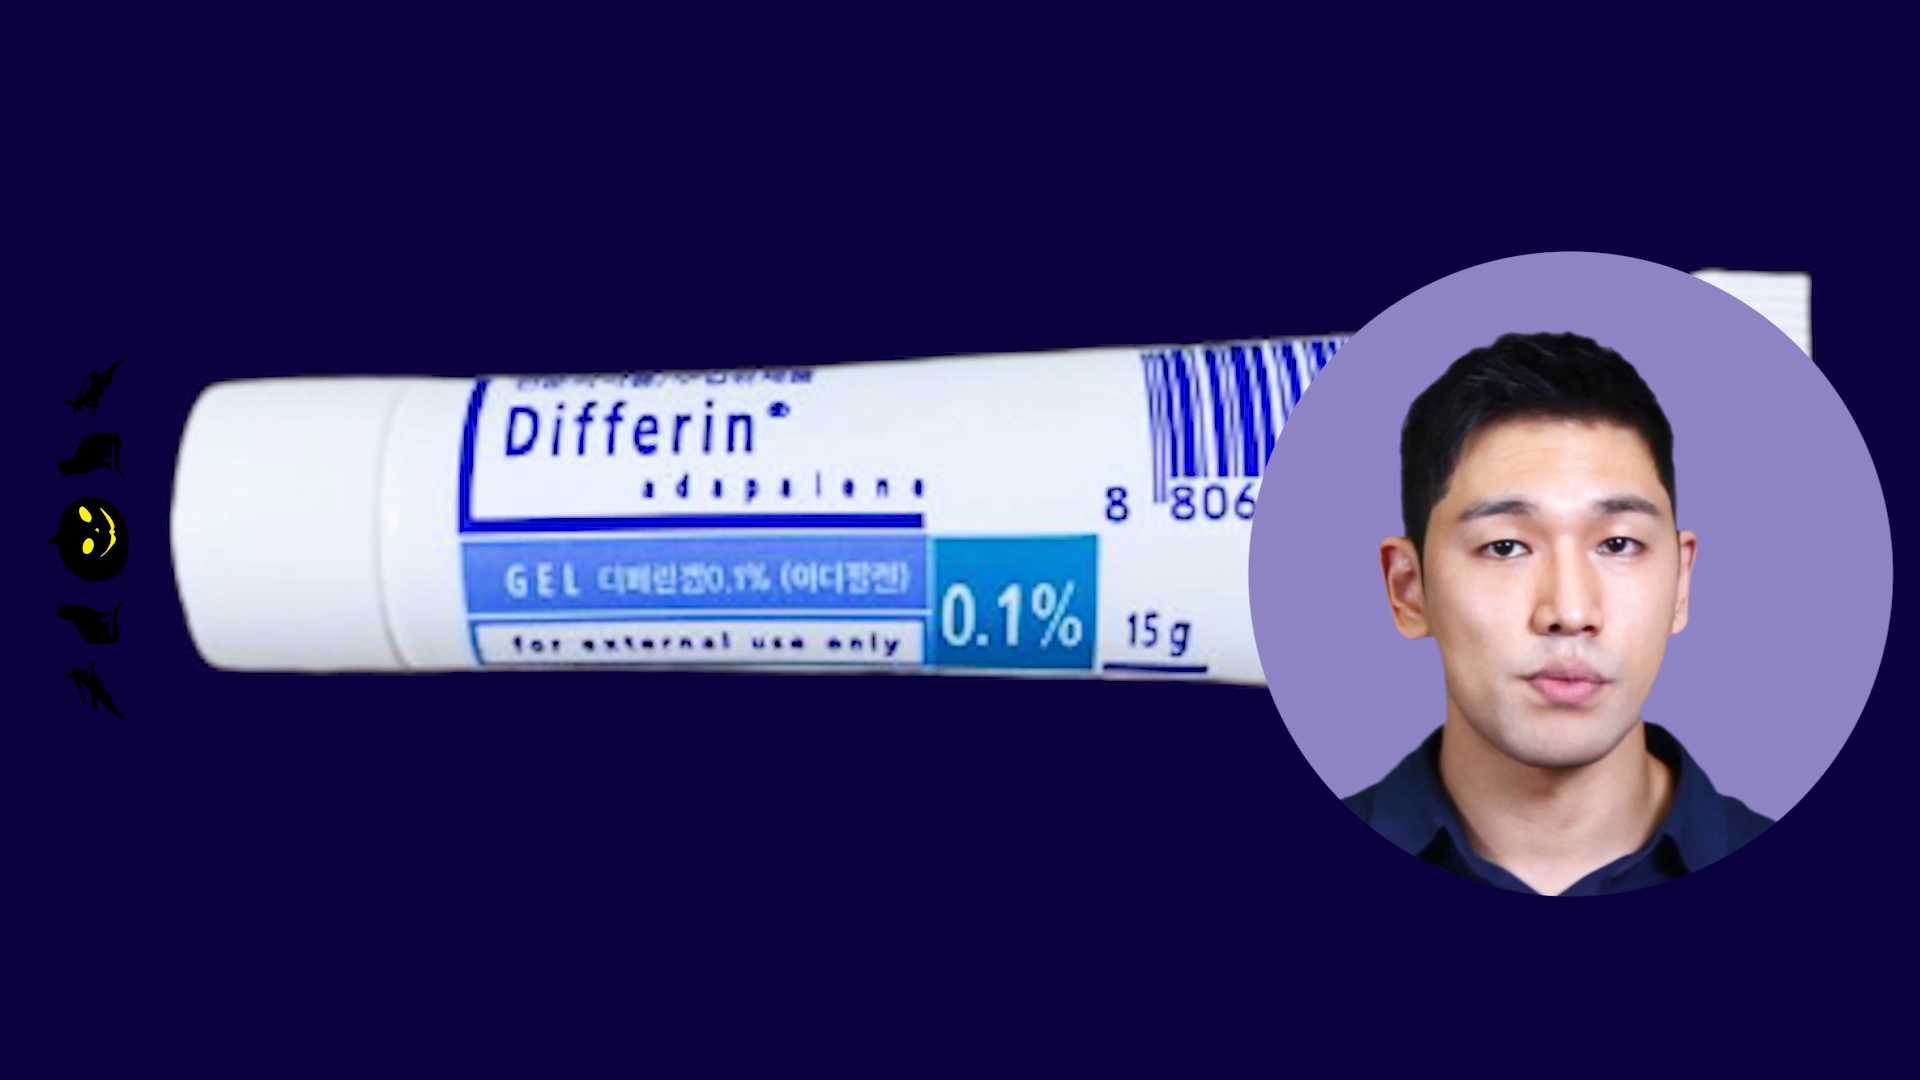 Differin®
adapalene
GEL 디페린겔0.1% (아다팔렌)
0.1%
for external use only
15 g
8 806